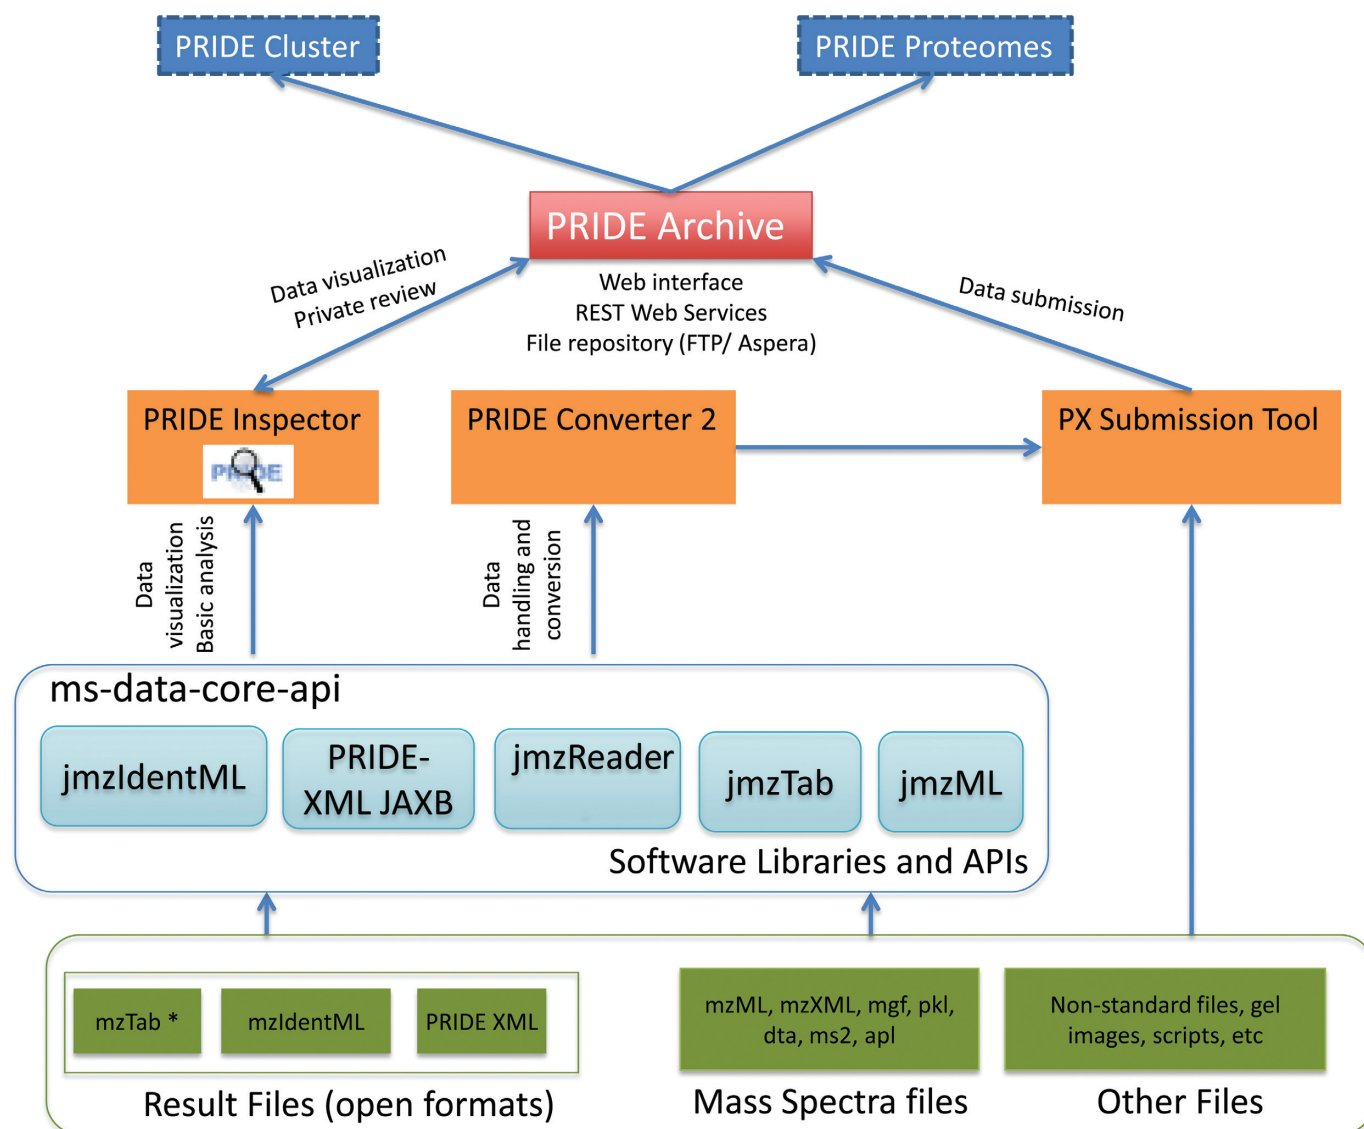 PRIDE Cluster
PRIDE Proteomes
PRIDE Archive
Data visualization
Private review
Web interface
REST Web Services
File repository (FTP/ Aspera)
Data submission
PRIDE Inspector
PRIDE
PRIDE Converter 2
PX Submission Tool
Data
visualization
Basic analysis
Data
handling and
conversion
ms-data-core-api
jmzIdentML
PRIDE-
XML JAXB
jmzReader
jmzTab
jmzML
Software Libraries and APIs
mzTab *
mzIdentML
PRIDE XML
mzML, mzXML, mgf, pkl,
dta, ms2, apl
Non-standard files, gel
images, scripts, etc
Result Files (open formats)
Mass Spectra files
Other Files